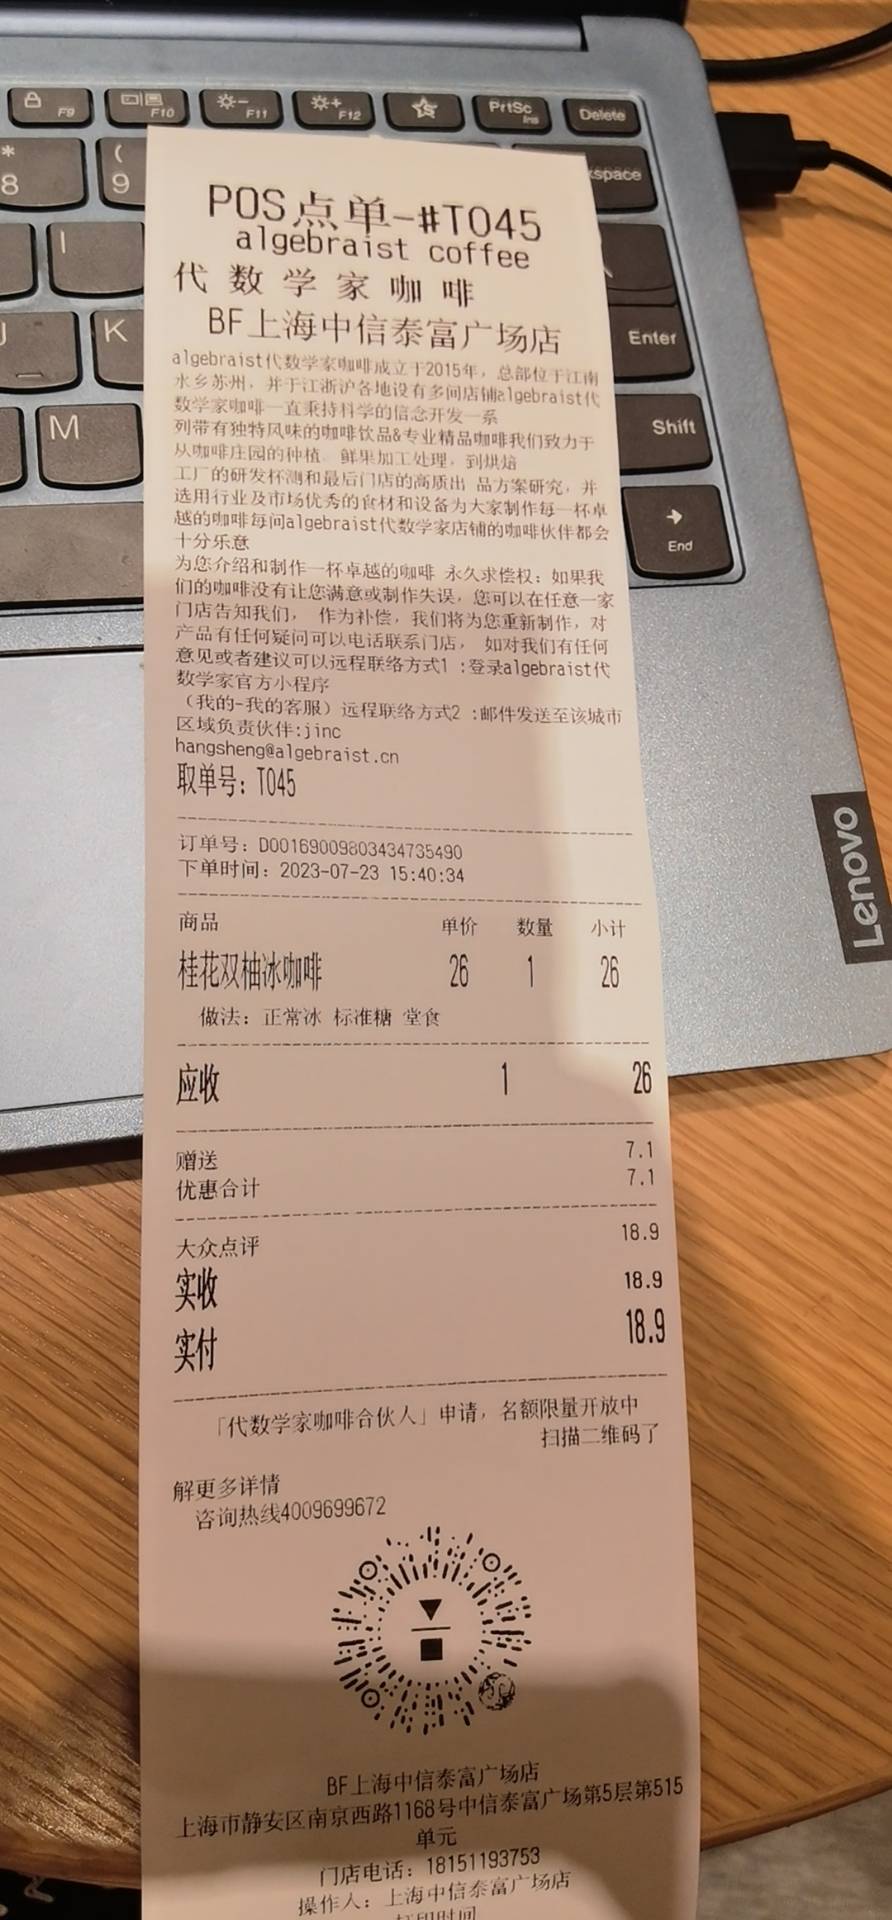 F9
F10
F11
F12
PrtSc
Ins
Delete
*
8
(
9
kspace
I
J
K
Enter
M
Shift
End
Lenovo
POS点单-#T045
algebraist coffee
代数学家咖啡
BF上海中信泰富广场店
algebraist代数学家咖啡成立于2015年，总部位于江南
水乡苏州，并于江浙沪各地设有多间店铺algebraist代
数学家咖啡一直秉持科学的信念开发一系
列带有独特风味的咖啡饮品&专业精品咖啡我们致力于
从咖啡庄园的种植 鲜果加工处理，到烘焙
工厂的研发杯测和最后门店的高质出 品方案研究，并
选用行业及市场优秀的食材和设备为大家制作每一杯卓
越的咖啡每间algebraist代数学家店铺的咖啡伙伴都会
十分乐意
为您介绍和制作一杯卓越的咖啡 永久求偿权：如果我
们的咖啡没有让您满意或制作失误，您可以在任意一家
门店告知我们， 作为补偿，我们将为您重新制作，对
产品有任何疑问可以电话联系门店， 如对我们有任何
意见或者建议可以远程联络方式1 :登录algebraist代
数学家官方小程序
（我的-我的客服）远程联络方式2 :邮件发送至该城市
区域负责伙伴:jinc
hangsheng@algebraist.cn
取单号：T045
订单号：D00169009803434735490
下单时间：2023-07-23 15:40:34
商品 单价 数量 小计
桂花双柚冰咖啡 26 1 26
做法：正常冰 标准糖 堂食
应收 1 26
赠送 7.1
优惠合计 7.1
大众点评 18.9
实收 18.9
实付 18.9
「代数学家咖啡合伙人」申请，名额限量开放中
扫描二维码了
解更多详情
咨询热线4009699672
BF上海中信泰富广场店
上海市静安区南京西路1168号中信泰富广场第5层第515
单元
门店电话：18151193753
操作人：上海中信泰富广场店
打印时间